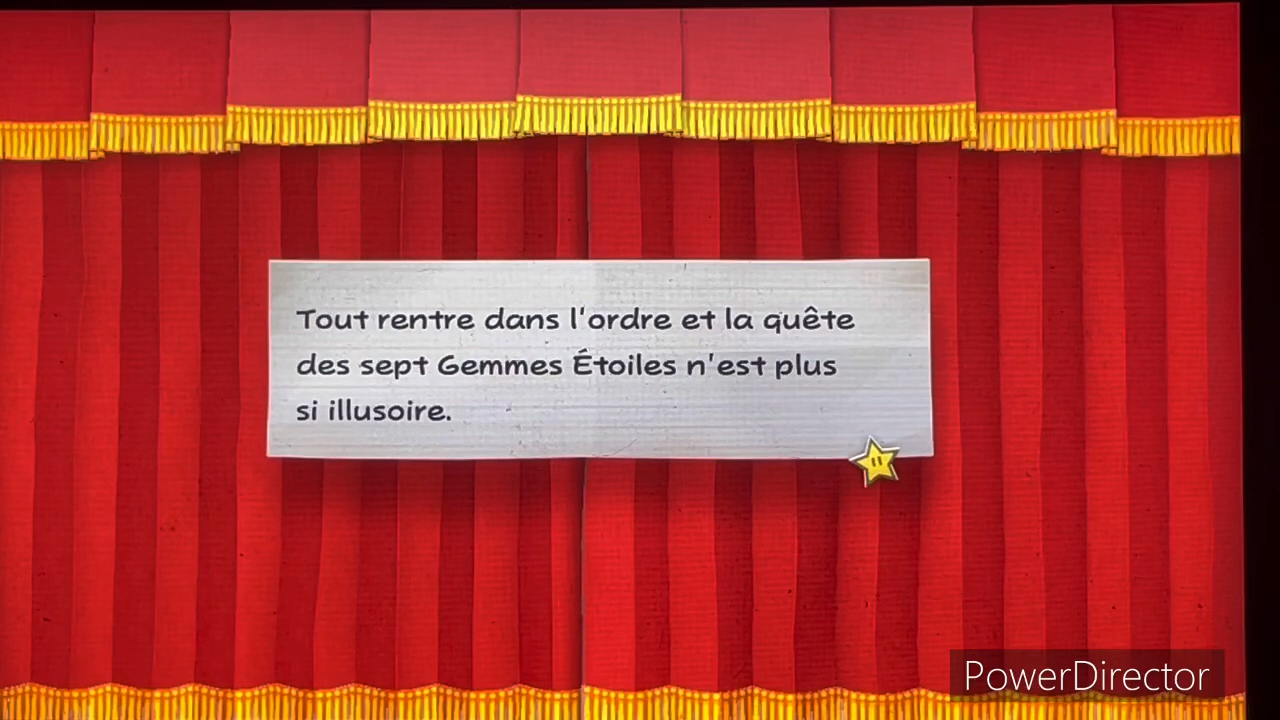 Tout rentre dans l'ordre et la quête
des sept Gemmes Étoiles n'est plus
si illusoire.
PowerDirector